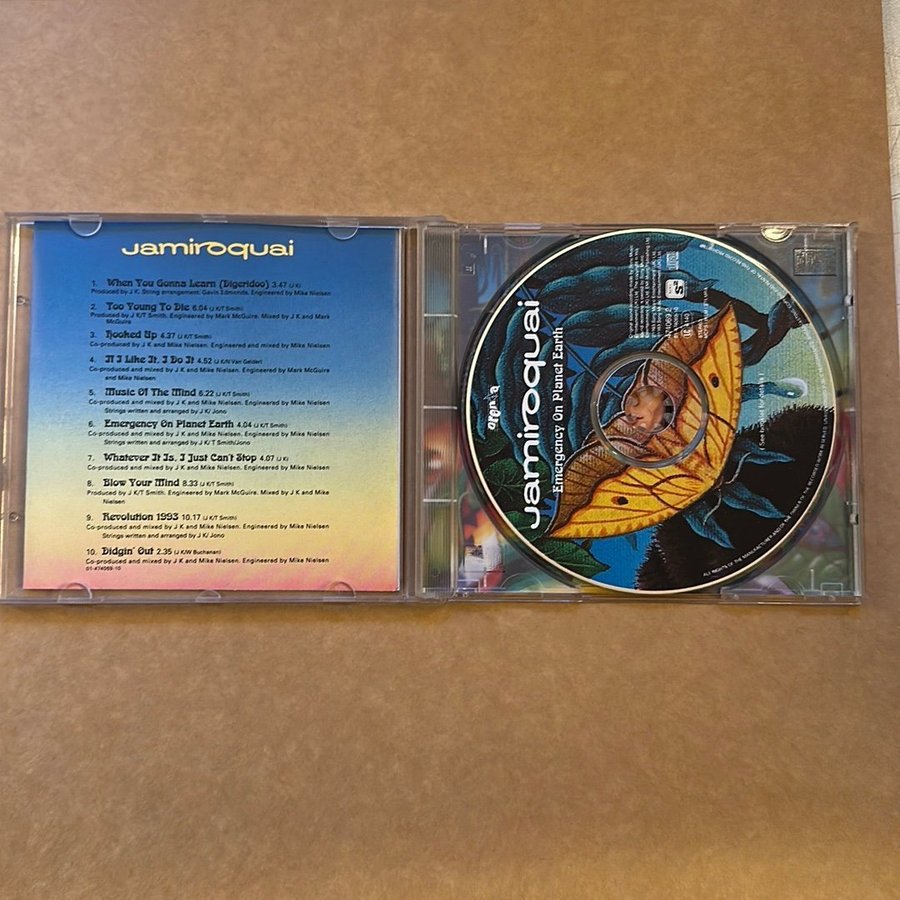 Jamiroquai
1. When You Gonna Learn (Digeridoo) 3.47 (J K)
Produced by J K. String arrangement: Gavin Edmonds. Engineered by Mike Nielsen
2. Too Young To Die 6.04 (J K/T Smith)
Produced by J K/T Smith. Engineered by Mark McGuire. Mixed by J K and Mark
McGuire
3. Hooked Up 4.37 (J K/T Smith)
Co-produced by J K and Mike Nielsen. Engineered and mixed by Mike Nielsen
4. If I Like It, I Do It 4.52 (J K/N Van Gelder)
Co-produced and mixed by J K and Mike Nielsen. Engineered by Mark McGuire
and Mike Nielsen
5. Music Of The Mind 6.22 (J K/T Smith)
Co-produced and mixed by J K and Mike Nielsen. Engineered by Mike Nielsen
Strings written and arranged by J K/ Jono
6. Emergency On Planet Earth 4.04 (J K/T Smith)
Co-produced and mixed by J K and Mike Nielsen. Engineered by Mike Nielsen
Strings written and arranged by J K/T Smith/Jono
7. Whatever It Is, I Just Can't Stop 4.07 (J K)
Co-produced and mixed by J K and Mike Nielsen. Engineered by Mike Nielsen
8. Blow Your Mind 8.33 (J K/T Smith)
Produced by J K/T Smith. Engineered by Mark McGuire. Mixed by J K and Mike
Nielsen
9. Revolution 1993 10.17 (J K/T Smith)
Co-produced and mixed by J K and Mike Nielsen. Engineered by Mike Nielsen
Strings written and arranged by J K/ Jono
10. Didgin' Out 2.35 (J K/W Buchanan)
Co-produced and mixed by J K and Mike Nielsen. Engineered by Mike Nielsen
01-474069-10
Jamiroquai
Emergency On Planet Earth
( See booklet for details )